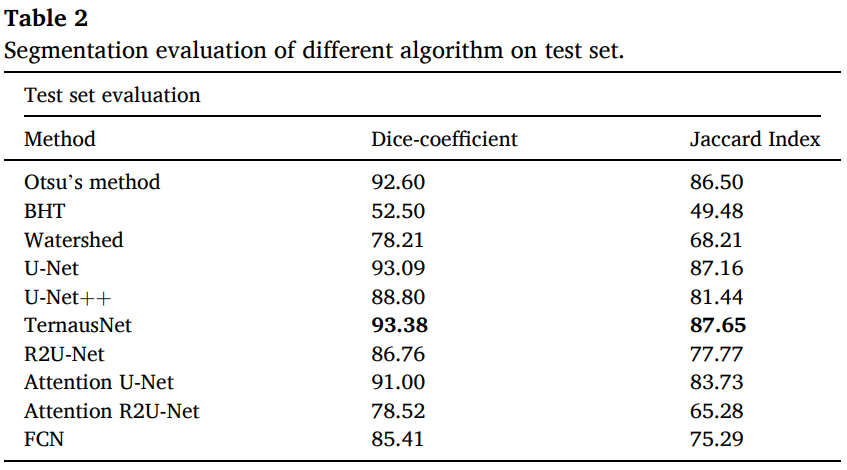 Table 2
Segmentation evaluation of different algorithm on test set.
Test set evaluation
Method Dice-coefficient Jaccard Index
Otsu’s method 92.60 86.50
BHT 52.50 49.48
Watershed 78.21 68.21
U-Net 93.09 87.16
U-Net++ 88.80 81.44
TernausNet 93.38 87.65
R2U-Net 86.76 77.77
Attention U-Net 91.00 83.73
Attention R2U-Net 78.52 65.28
FCN 85.41 75.29